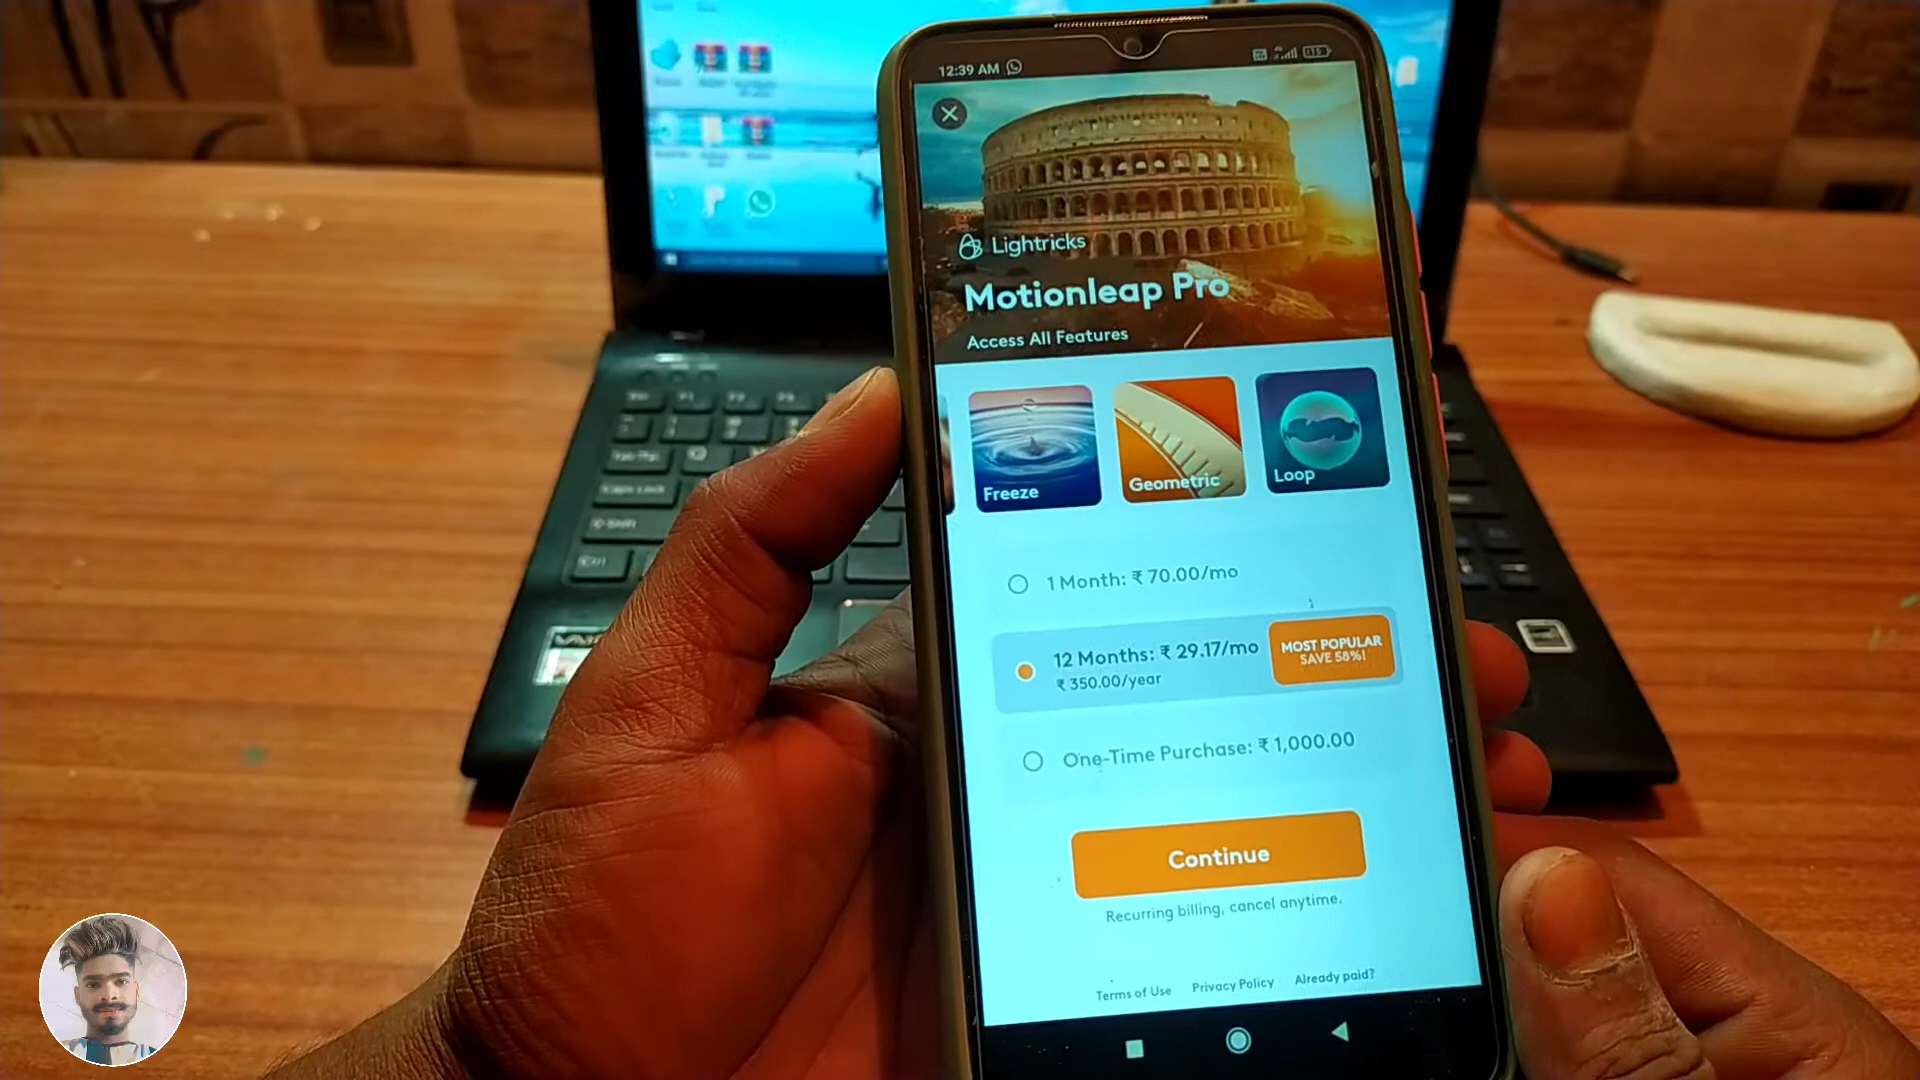 12:39 AM
Lightricks
Motionleap Pro
Access All Features
Freeze
Geometric
Loop
1 Month: ₹ 70.00/mo
12 Months: ₹ 29.17/mo
₹ 350.00/year
MOST POPULAR
SAVE 58%!
One-Time Purchase: ₹ 1,000.00
Continue
Recurring billing, cancel anytime.
Terms of Use
Privacy Policy
Already paid?
Caps Lock